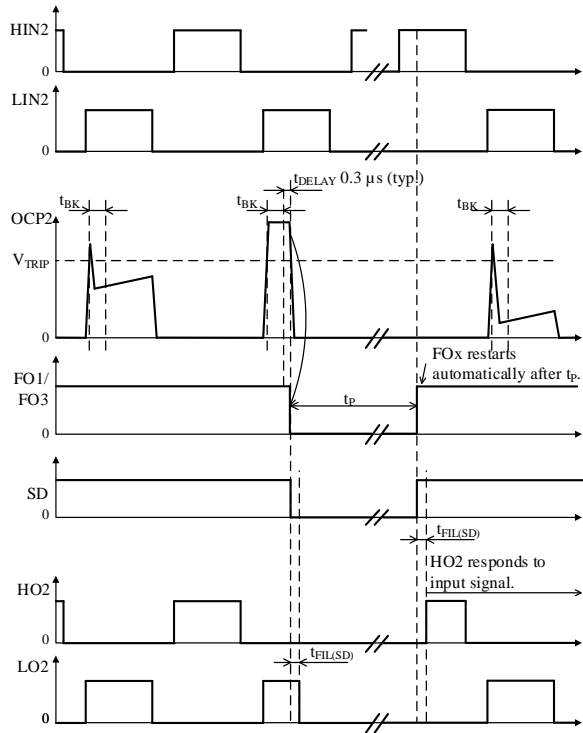 HIN2
0
LIN2
0
tDELAY 0.3 µs (typ.)
tBK
tBK
tBK
OCP2
VTRIP
0
FO1/
FO3
FOx restarts
automatically after tP.
tP
0
SD
0
tFIL(SD)
HO2 responds to
input signal.
HO2
0
tFIL(SD)
LO2
0